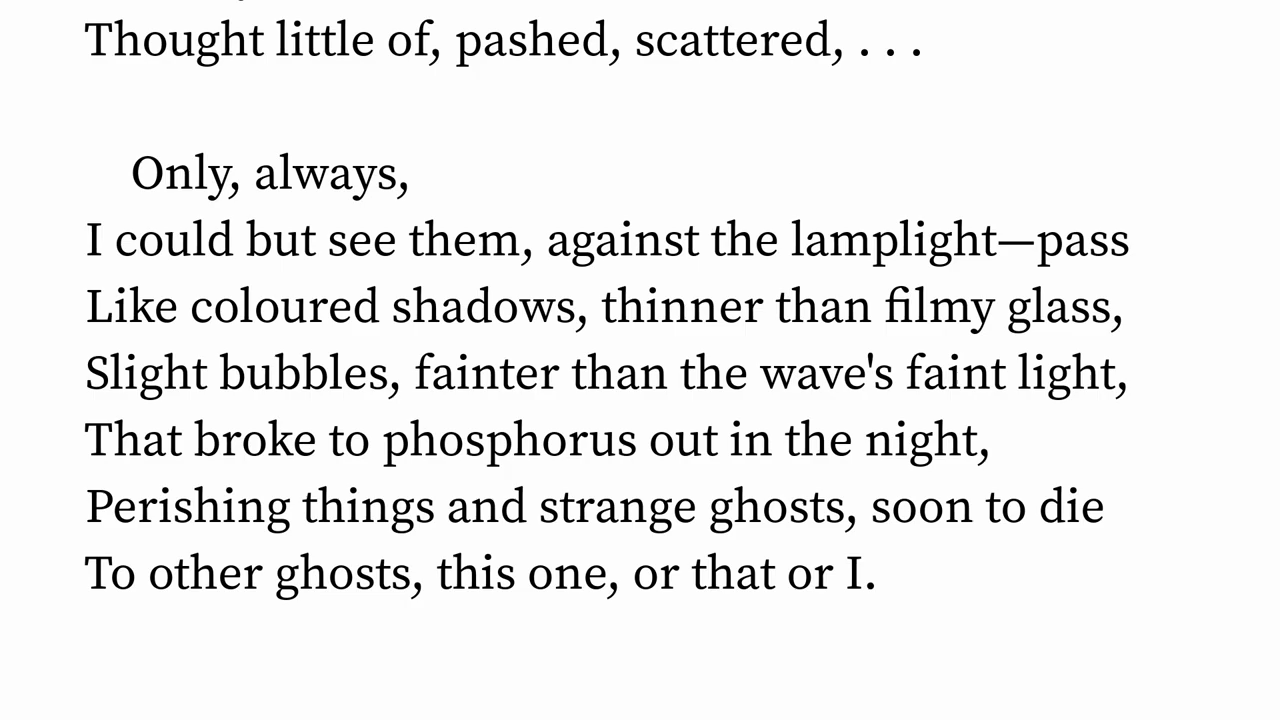 Thought little of, pashed, scattered, . . .
Only, always,
I could but see them, against the lamplight—pass
Like coloured shadows, thinner than filmy glass,
Slight bubbles, fainter than the wave's faint light,
That broke to phosphorus out in the night,
Perishing things and strange ghosts, soon to die
To other ghosts, this one, or that or I.